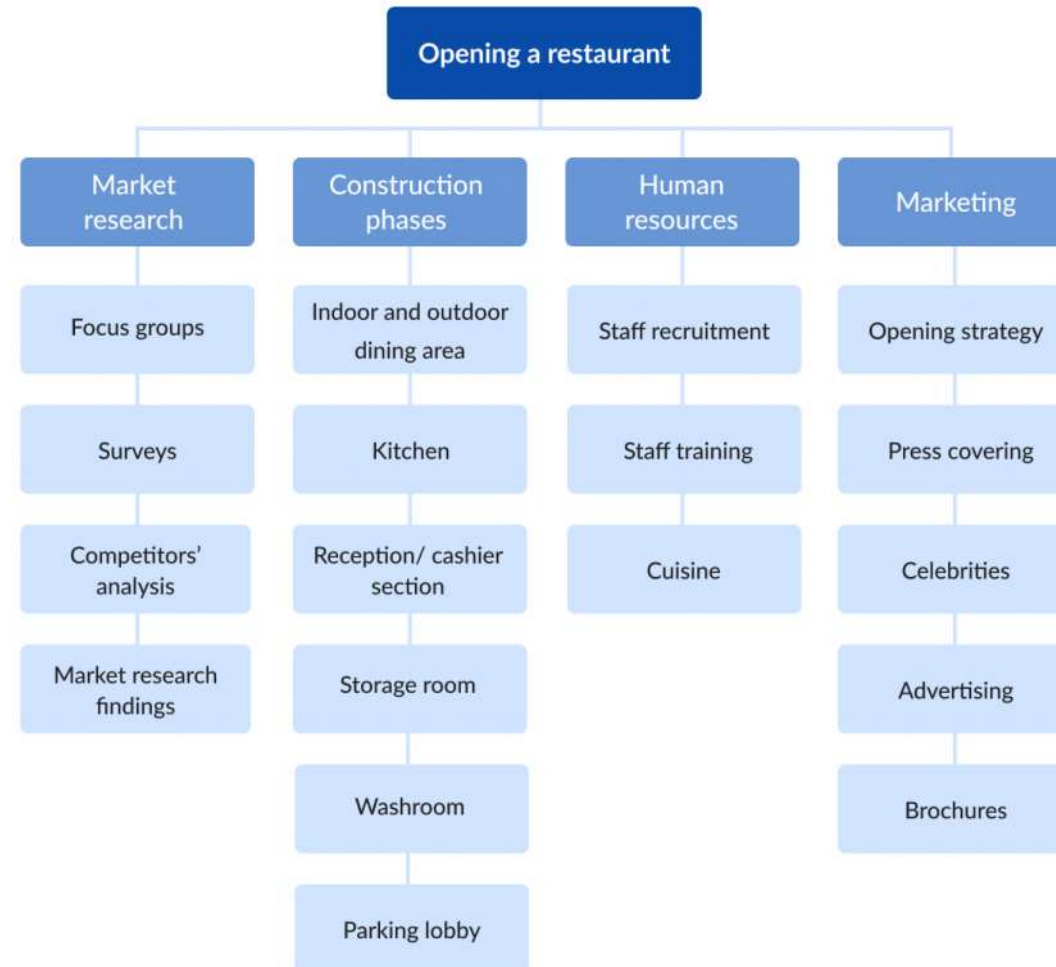 Opening a restaurant
Market
research
Focus groups
Surveys
Competitors'
analysis
Market research
findings
Construction
phases
Indoor and outdoor
dining area
Kitchen
Reception/ cashier
section
Storage room
Washroom
Parking lobby
Human
resources
Staff recruitment
Staff training
Cuisine
Marketing
Opening strategy
Press covering
Celebrities
Advertising
Brochures